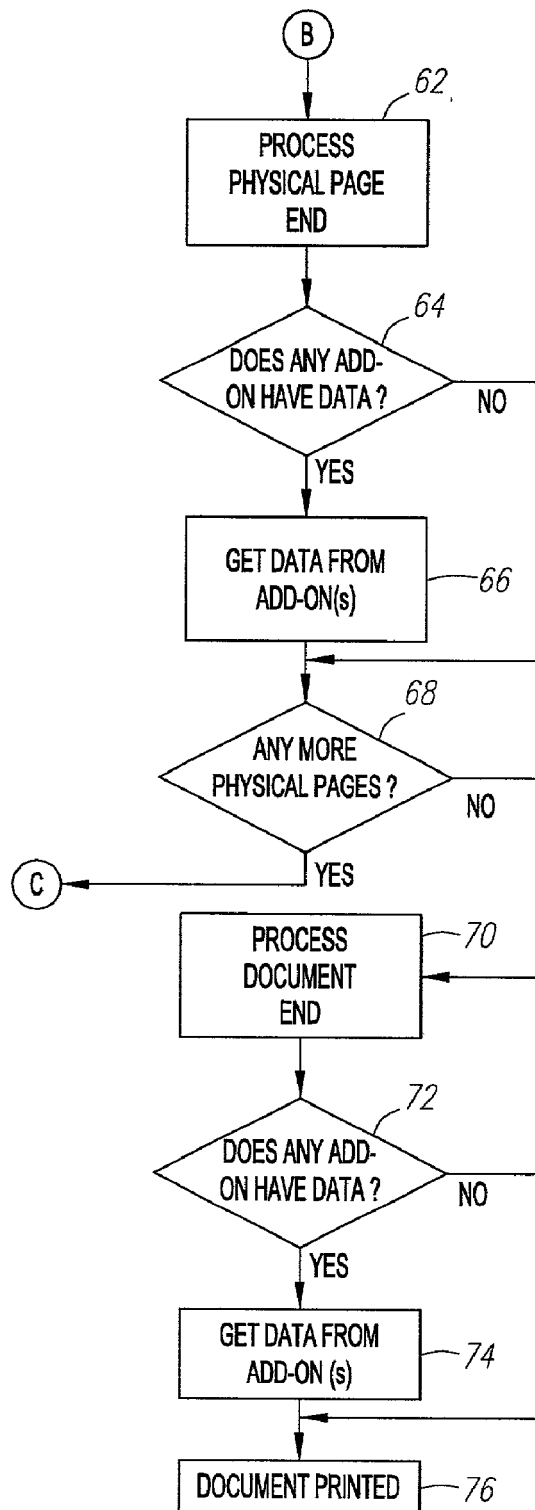 B
62
PROCESS
PHYSICAL PAGE
END
64
DOES ANY ADD-
ON HAVE DATA ?
NO
YES
GET DATA FROM
ADD-ON(s)
66
68
ANY MORE
PHYSICAL PAGES ?
NO
YES
C
PROCESS
DOCUMENT
END
70
72
DOES ANY ADD-
ON HAVE DATA ?
NO
YES
GET DATA FROM
ADD-ON (s)
74
DOCUMENT PRINTED
76